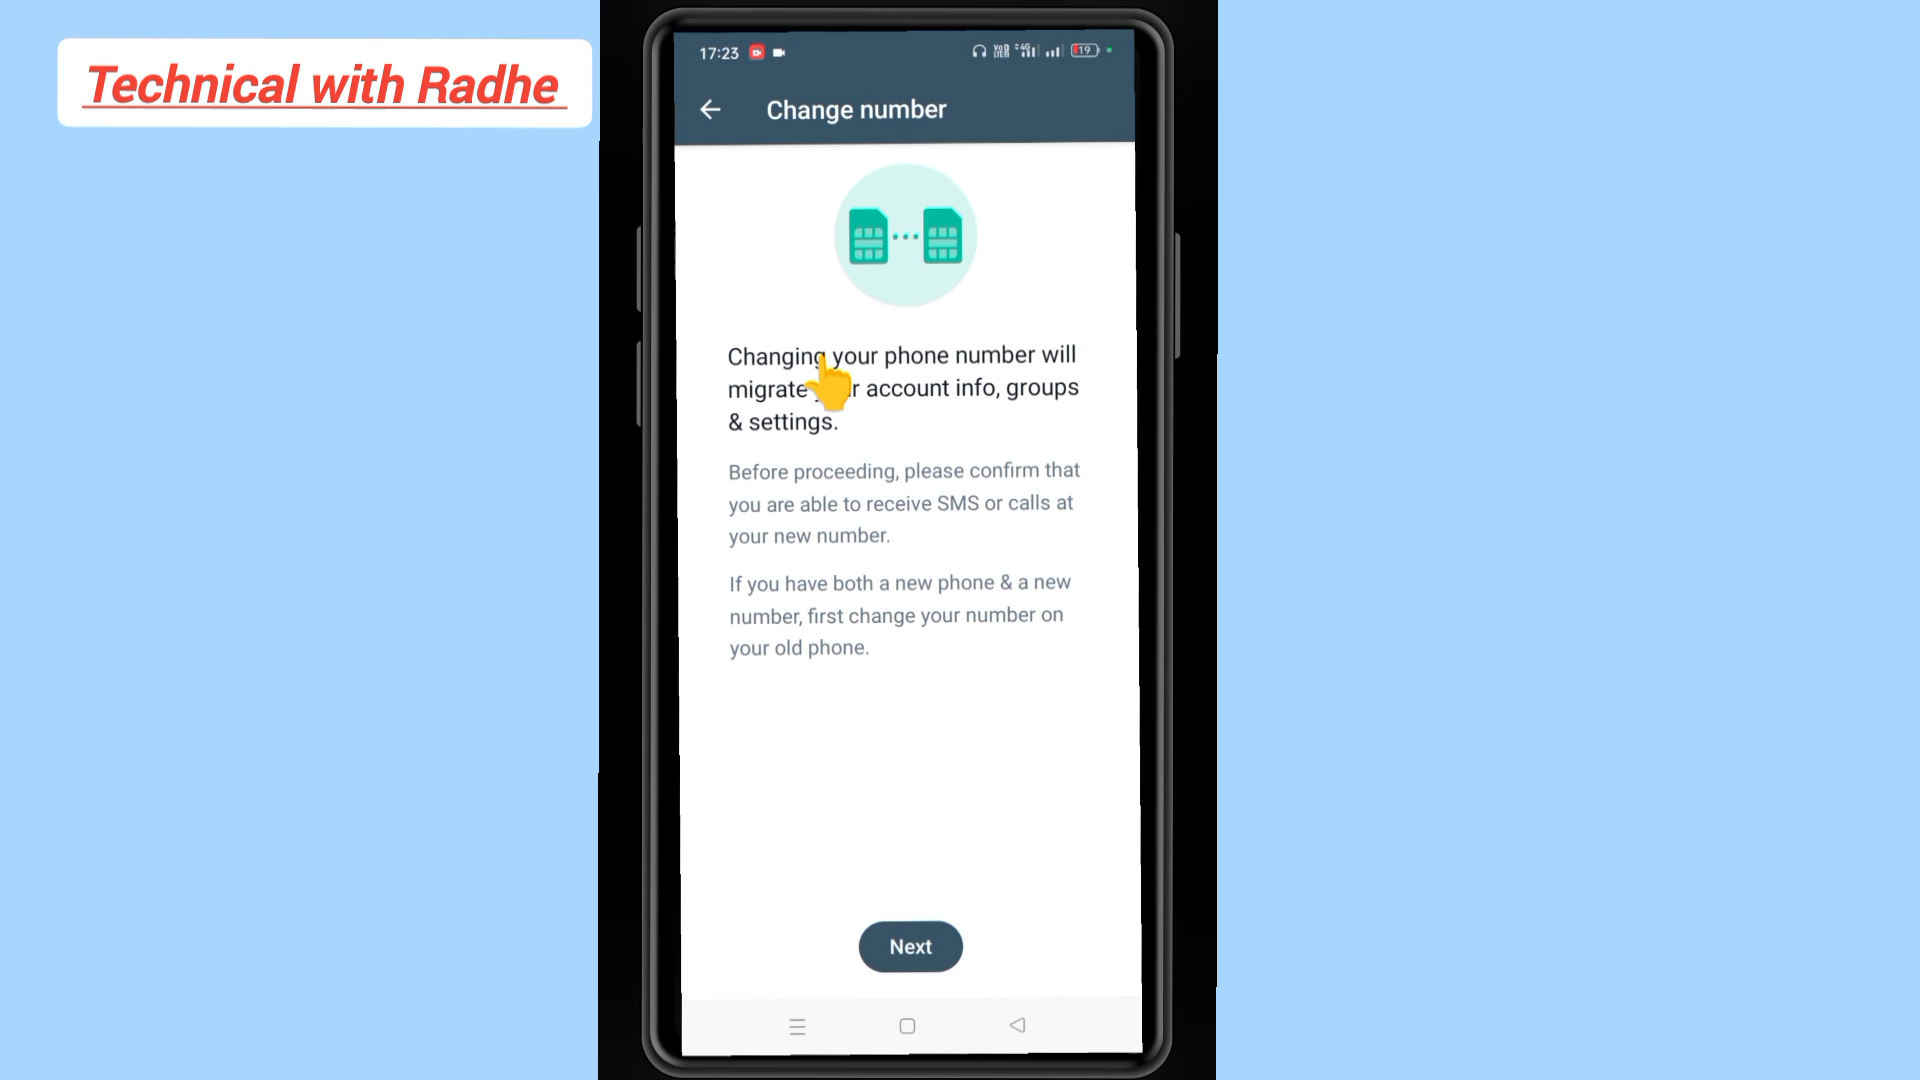 Technical with Radhe
17:23
19
Change number
Changing your phone number will
migrate account info, groups
& settings.
Before proceeding, please confirm that
you are able to receive SMS or calls at
your new number.
If you have both a new phone & a new
number, first change your number on
your old phone.
Next